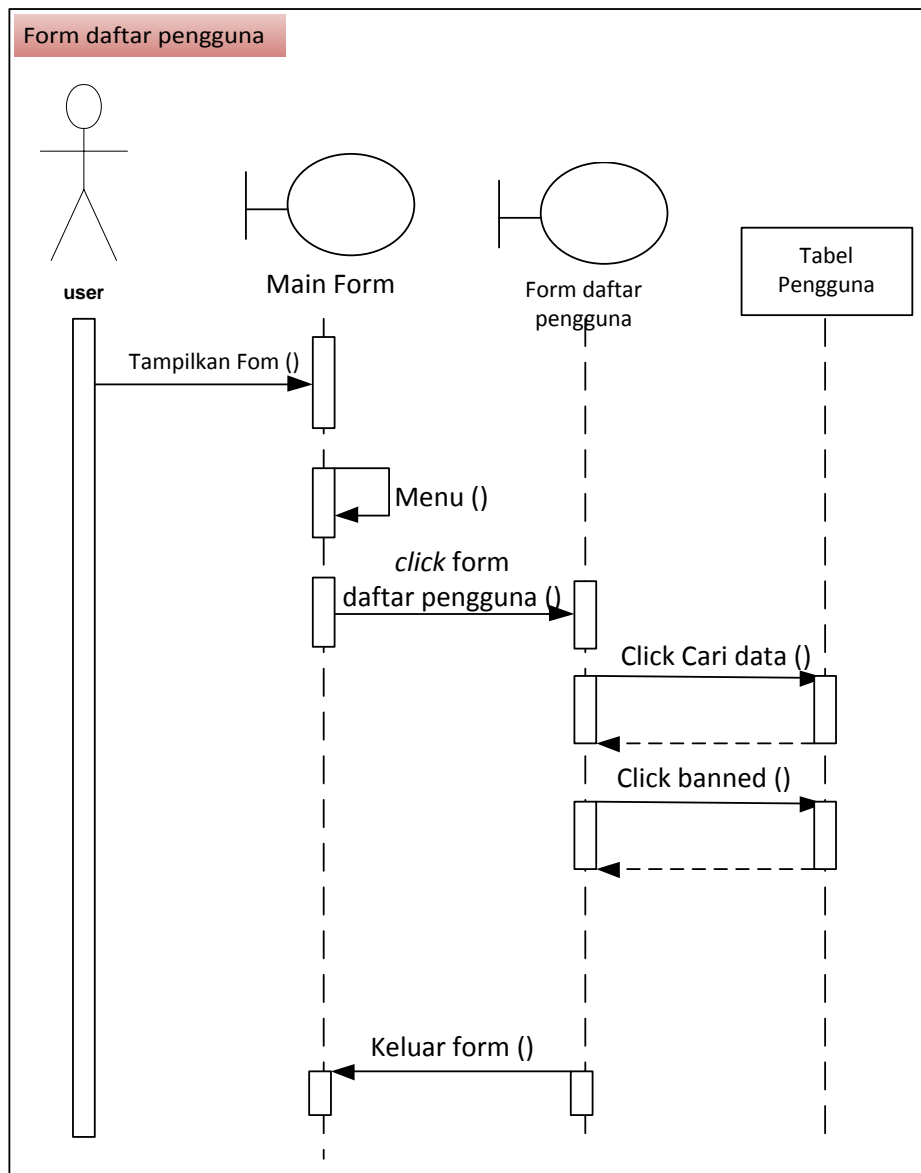 Form daftar pengguna
user
Main Form
Form daftar
pengguna
Tabel
Pengguna
Tampilkan Fom ()
Menu ()
click form
daftar pengguna ()
Click Cari data ()
Click banned ()
Keluar form ()